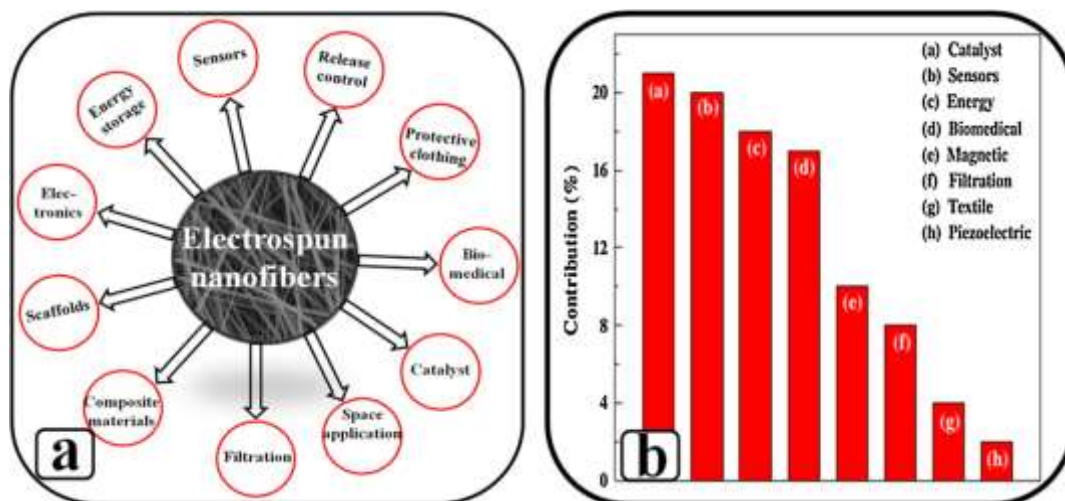 Sensors
Release
control
Energy
storage
Protective
clothing
Elec-
tronics
Electrospun
nanofibers
Bio-
medical
Scaffolds
Catalyst
Composite
materials
Space
application
Filtration
a
Contribution (%)
20
16
12
8
4
0
(a)
(b)
(c)
(d)
(e)
(f)
(g)
(h)
(a) Catalyst
(b) Sensors
(c) Energy
(d) Biomedical
(e) Magnetic
(f) Filtration
(g) Textile
(h) Piezoelectric
b